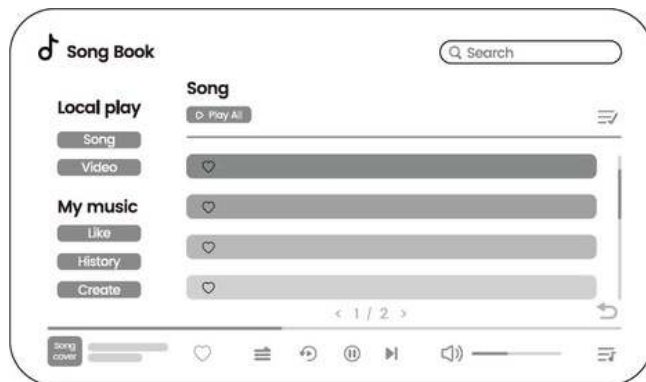 Song Book
Search
Local play
Song
Video
My music
Like
History
Create
Song
Play All
< 1 / 2 >
Song
cover